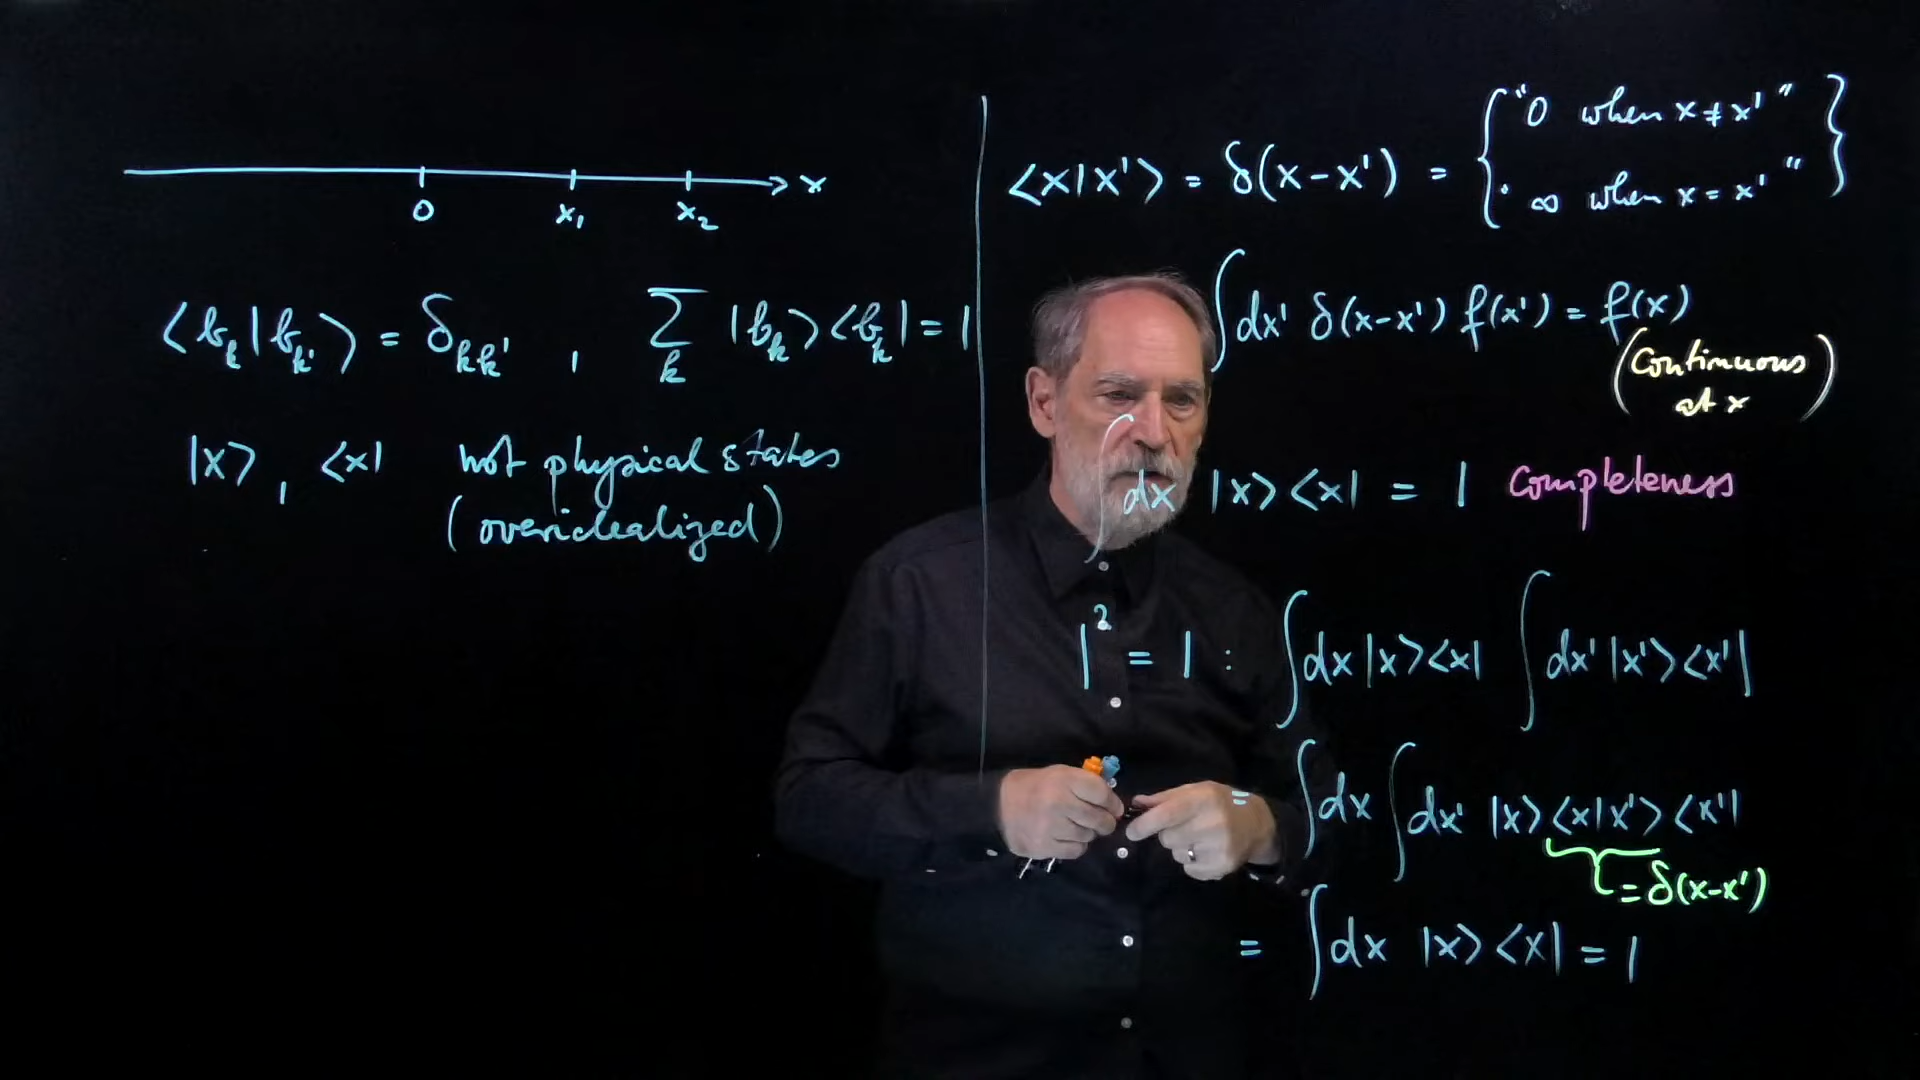 x
0 x₁ x₂
⟨b_k|b_k'⟩ = δ_kk' , ∑_k |b_k⟩⟨b_k| = 1
|x⟩ , ⟨x| not physical states
(overidealized)
⟨x|x'⟩ = δ(x-x') = { "0 when x ≠ x'"
" ∞ when x = x' " }
∫dx' δ(x-x') f(x') = f(x)
(continuous
at x)
∫dx |x⟩⟨x| = 1 completeness
1² = 1 : ∫dx |x⟩⟨x| ∫dx' |x'⟩⟨x'|
= ∫dx ∫dx' |x⟩⟨x|x'⟩⟨x'|
= δ(x-x')
= ∫dx |x⟩⟨x| = 1